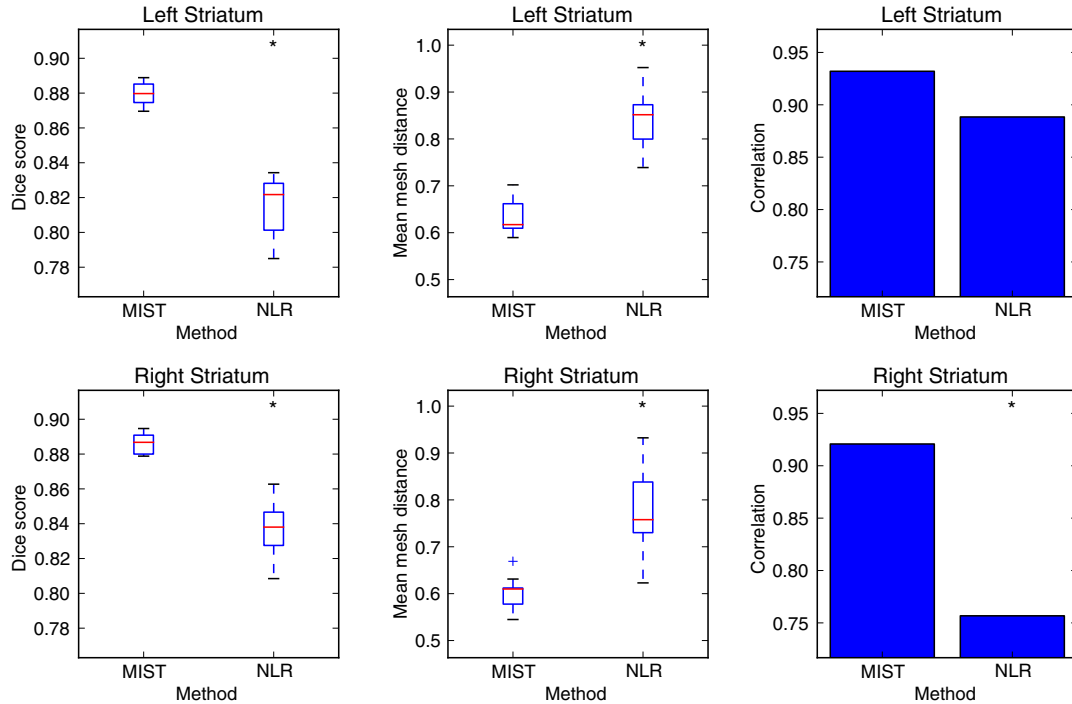 Left Striatum
Dice score
0.90
0.88
0.86
0.84
0.82
0.80
0.78
*
MIST NLR
Method
Left Striatum
Mean mesh distance
1.0
0.9
0.8
0.7
0.6
0.5
*
MIST NLR
Method
Left Striatum
Correlation
0.95
0.90
0.85
0.80
0.75
MIST NLR
Method
Right Striatum
Dice score
0.90
0.88
0.86
0.84
0.82
0.80
0.78
*
MIST NLR
Method
Right Striatum
Mean mesh distance
1.0
0.9
0.8
0.7
0.6
0.5
*
MIST NLR
Method
Right Striatum
Correlation
0.95
0.90
0.85
0.80
0.75
*
MIST NLR
Method